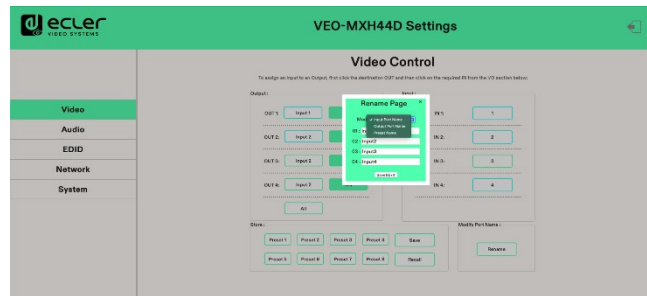 ecler
VIDEO SYSTEMS
VEO-MXH44D Settings
Video Control
To assign an Input to an Output, first click the destination OUT and then click on the required IN from the I/O section below.
Output:
Input:
Video
Audio
EDID
Network
System
OUT 1: Input 1
OUT 2: Input 2
OUT 3: Input 2
OUT 4: Input 2
All
Rename Page ×
Input Port Name
Output Port Name
Preset Name
01:
02: Input2
03: Input3
04: Input4
IN 1: 1
IN 2: 2
IN 3: 3
IN 4: 4
Store:
Preset 1 Preset 2 Preset 3 Preset 4 Save
Preset 5 Preset 6 Preset 7 Preset 8 Recall
Modify Port Name:
Rename